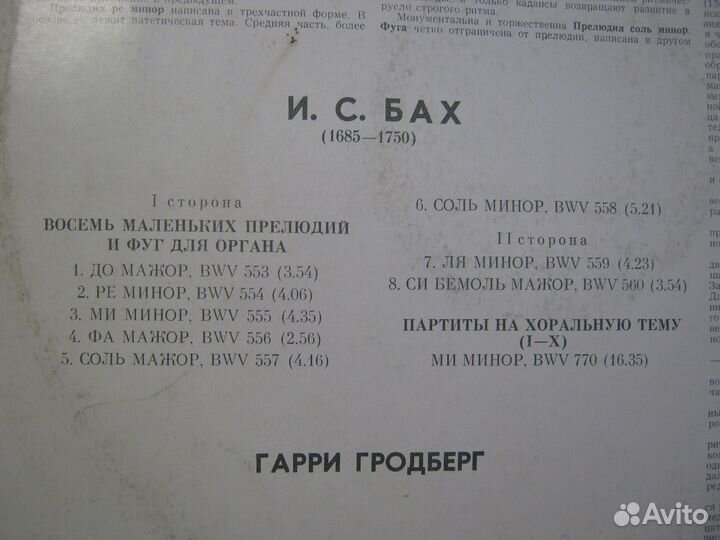 Прелюдия ре минор написана в трехчастной форме. В
основе ее лежит патетическая тема. Средняя часть, более
и только кадансы возвращают развитие в
русло строгого ритма.
Монументальна и торжественна Прелюдия соль минор.
Фуга четко отграничена от прелюдии, написана в другом
И. С. БАХ
(1685—1750)
I сторона
ВОСЕМЬ МАЛЕНЬКИХ ПРЕЛЮДИЙ
И ФУГ ДЛЯ ОРГАНА
1. ДО МАЖОР, BWV 553 (3.54)
2. РЕ МИНОР, BWV 554 (4.06)
3. МИ МИНОР, BWV 555 (4.35)
4. ФА МАЖОР, BWV 556 (2.56)
5. СОЛЬ МАЖОР, BWV 557 (4.16)
6. СОЛЬ МИНОР, BWV 558 (5.21)
II сторона
7. ЛЯ МИНОР, BWV 559 (4.23)
8. СИ БЕМОЛЬ МАЖОР, BWV 560 (3.54)
ПАРТИТЫ НА ХОРАЛЬНУЮ ТЕМУ
(I—X)
МИ МИНОР, BWV 770 (16.35)
ГАРРИ ГРОДБЕРГ
Avito